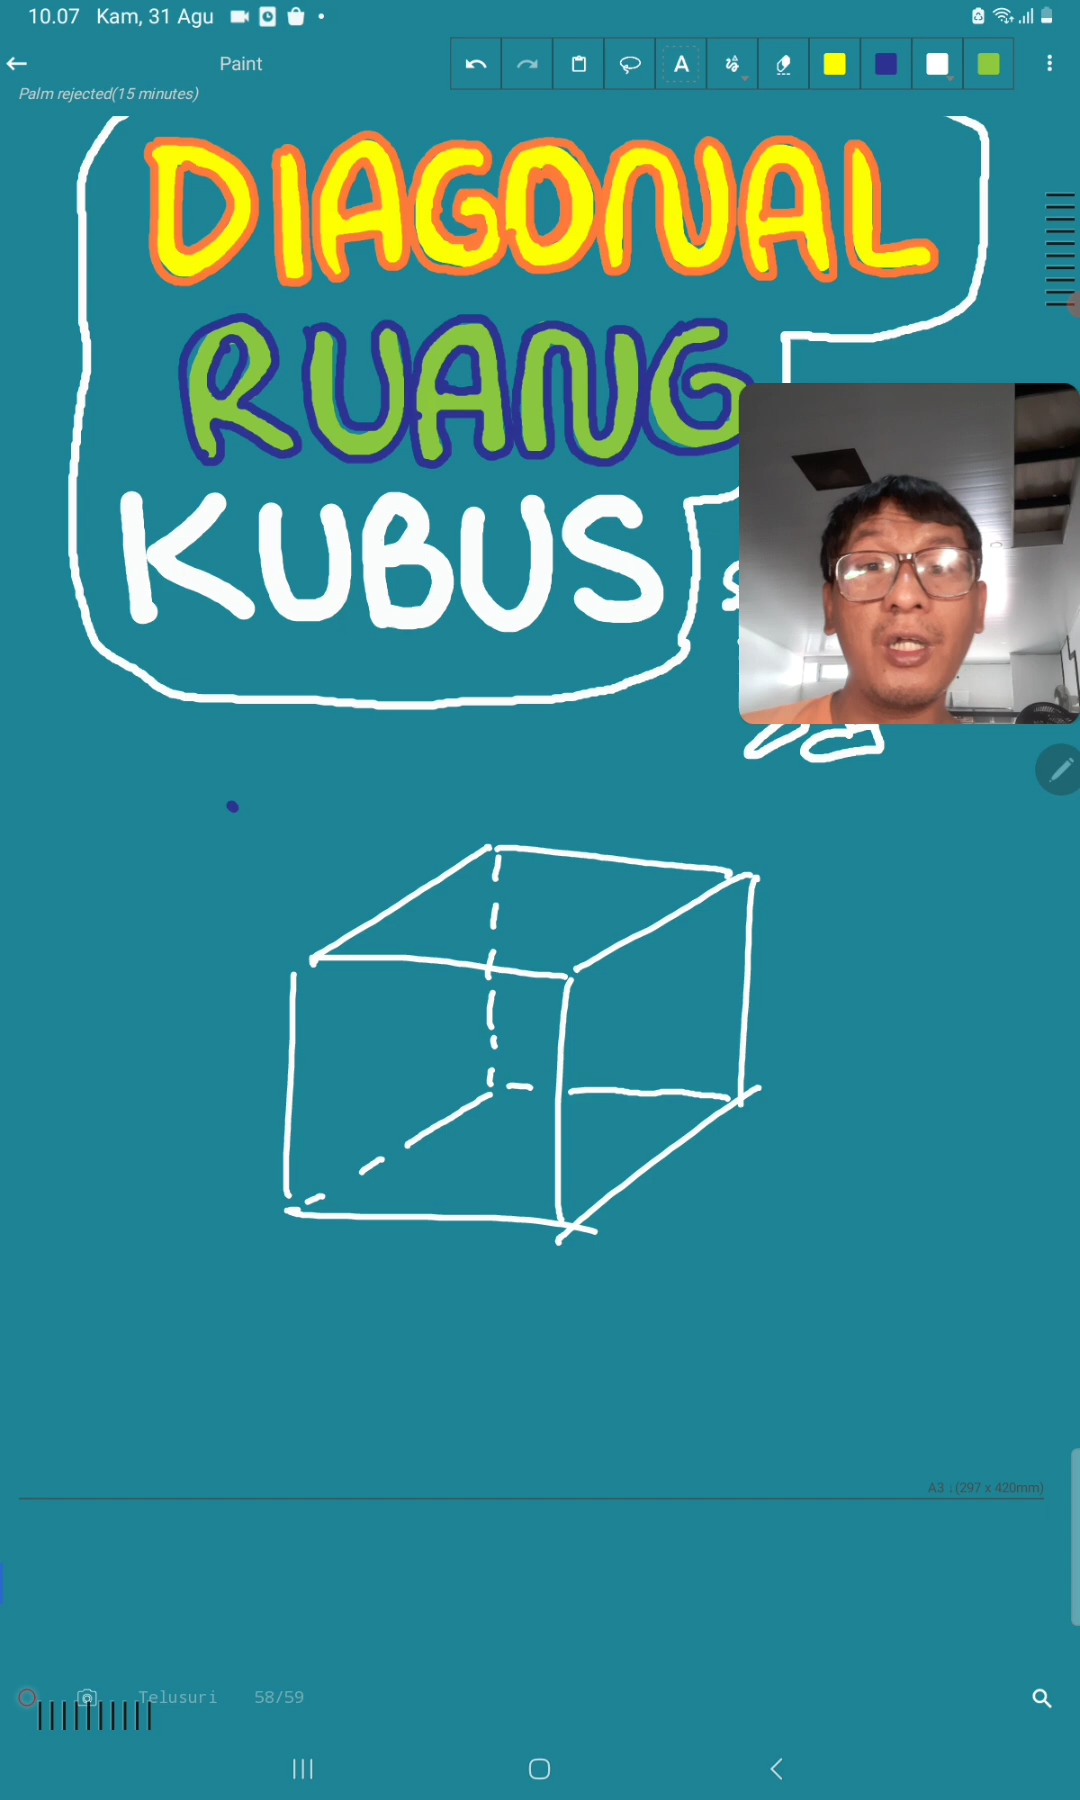 10.07 Kam, 31 Agu
Paint
A
Palm rejected(15 minutes)
DIAGONAL
RUANG
KUBUS
A3 ↓(297 x 420mm)
Telusuri 58/59